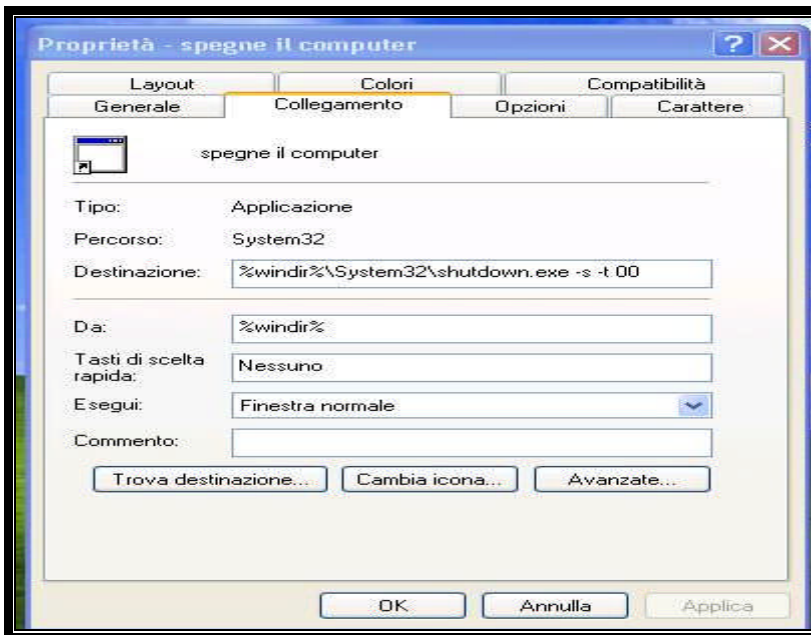 Proprietà - spegne il computer
Layout Colori Compatibilità
Generale Collegamento Opzioni Carattere
spegne il computer
Tipo: Applicazione
Percorso: System32
Destinazione: %windir%\System32\shutdown.exe -s -t 00
Da: %windir%
Tasti di scelta rapida: Nessuno
Esegui: Finestra normale
Commento:
Trova destinazione... Cambia icona... Avanzate...
OK Annulla Applica